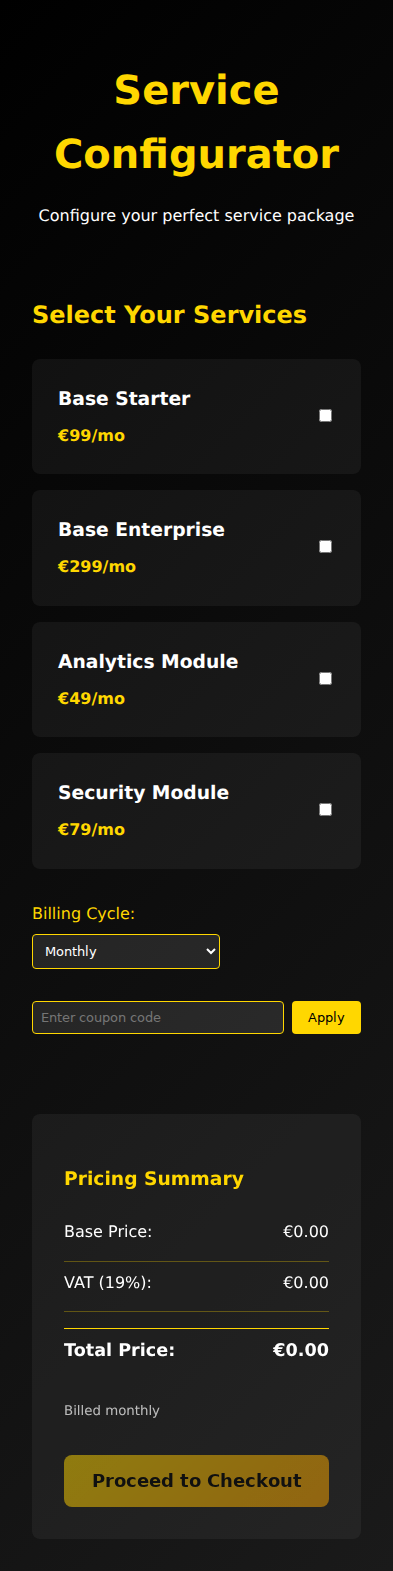 Service
Configurator
Configure your perfect service package
Select Your Services
Base Starter
€99/mo
Base Enterprise
€299/mo
Analytics Module
€49/mo
Security Module
€79/mo
Billing Cycle:
Monthly
Enter coupon code Apply
Pricing Summary
Base Price: €0.00
VAT (19%): €0.00
Total Price: €0.00
Billed monthly
Proceed to Checkout